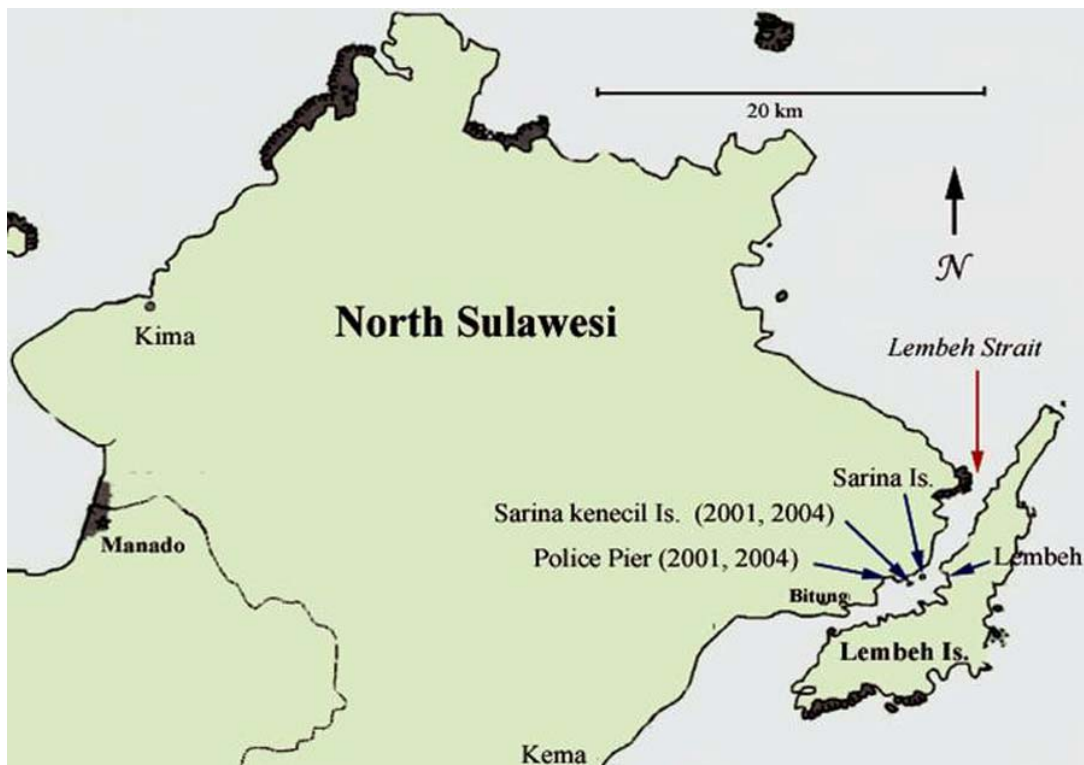 20 km
N
Kima
North Sulawesi
Lembeh Strait
Sarina Is.
Sarina kenecil Is. (2001, 2004)
Manado
Police Pier (2001, 2004)
Lembeh
Bitung
Lembeh Is.
Kema